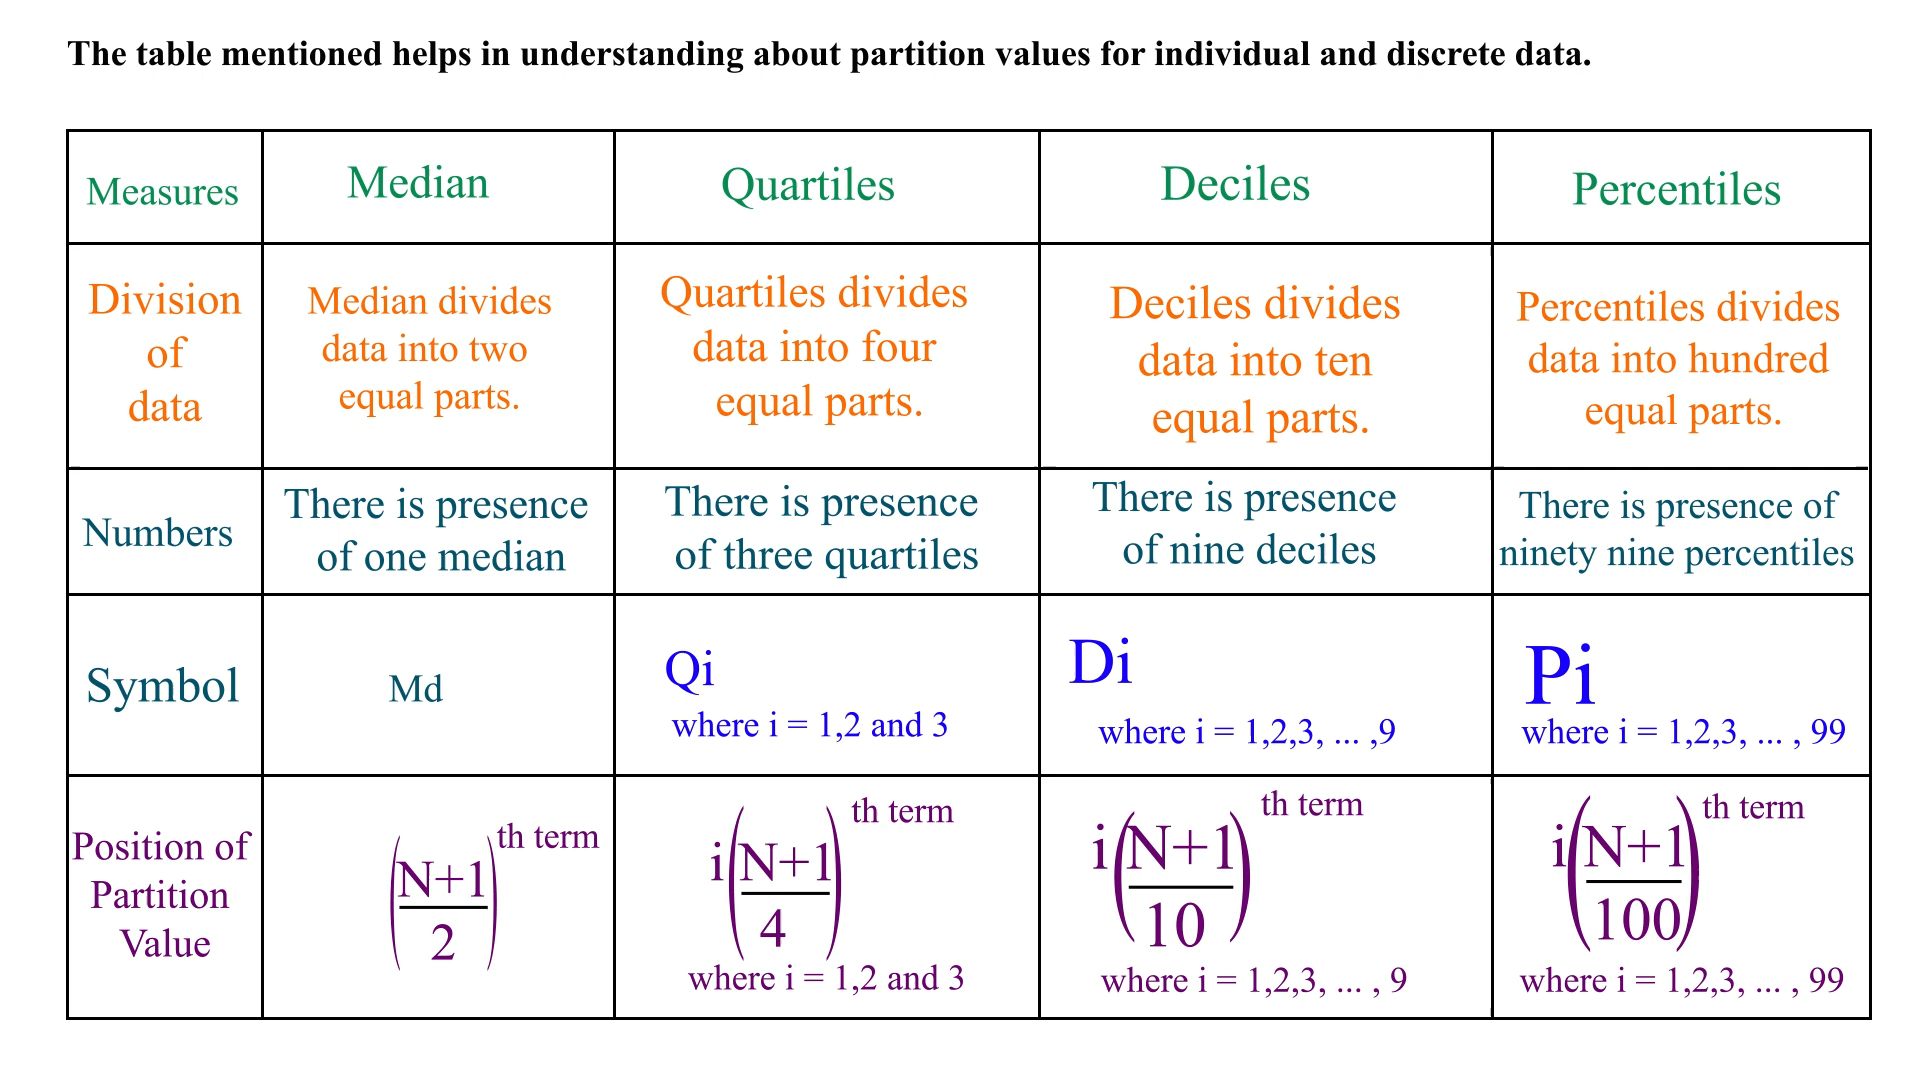 The table mentioned helps in understanding about partition values for individual and discrete data.
Measures
Median
Quartiles
Deciles
Percentiles
Division
of
data
Median divides
data into two
equal parts.
Quartiles divides
data into four
equal parts.
Deciles divides
data into ten
equal parts.
Percentiles divides
data into hundred
equal parts.
Numbers
There is presence
of one median
There is presence
of three quartiles
There is presence
of nine deciles
There is presence of
ninety nine percentiles
Symbol
Md
Qi
where i = 1,2 and 3
Di
where i = 1,2,3, ... ,9
Pi
where i = 1,2,3, ... , 99
Position of
Partition
Value
(N+1
2) th term
i(N+1
4) th term
where i = 1,2 and 3
i(N+1
10) th term
where i = 1,2,3, ... , 9
i(N+1
100) th term
where i = 1,2,3, ... , 99